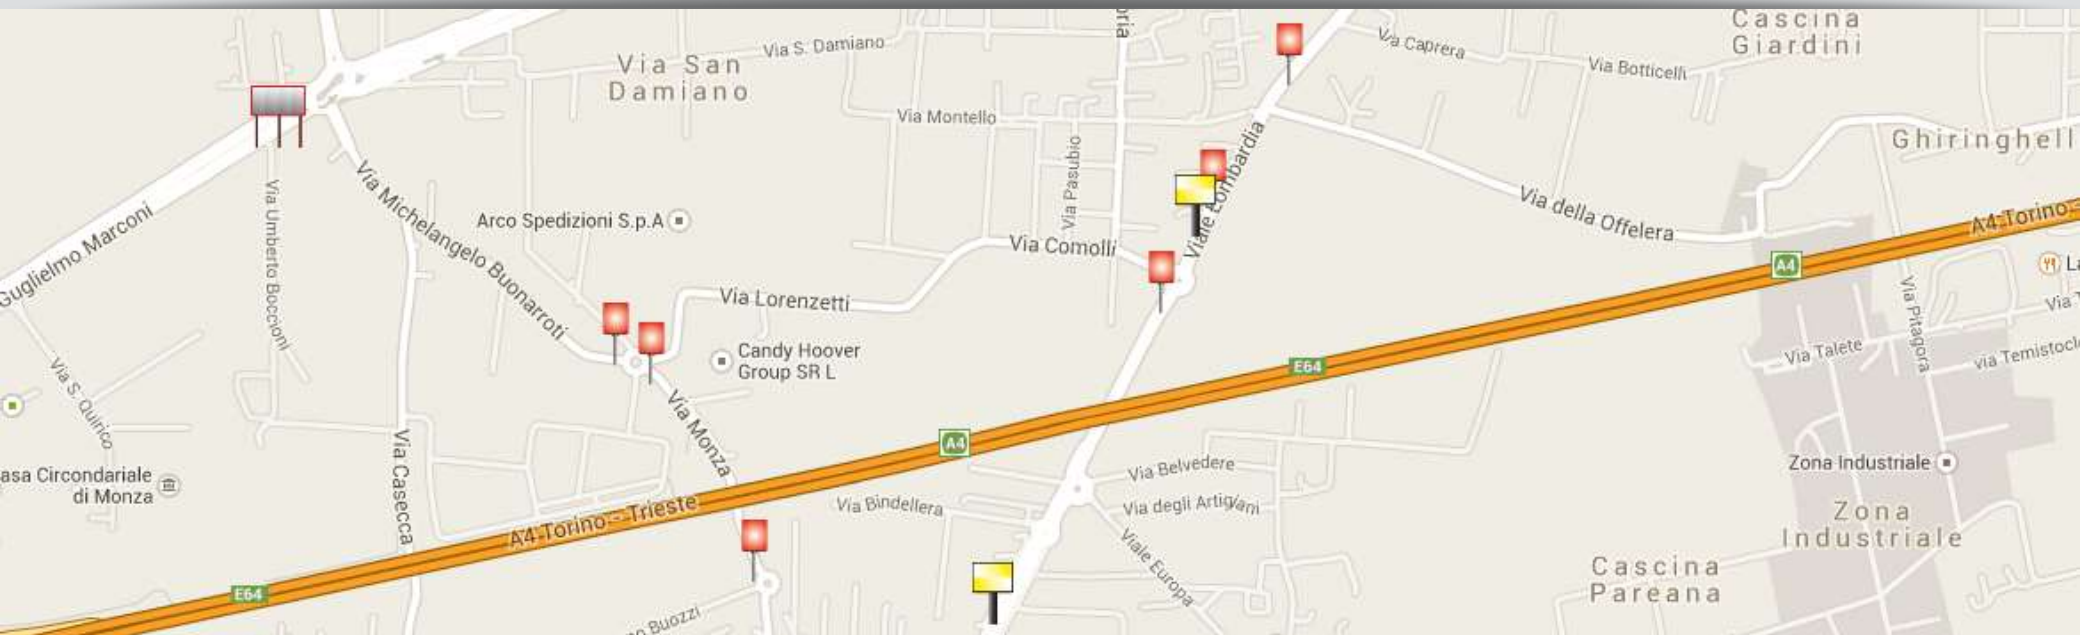 Cascina
Giardini
Via Caprera
Via S. Damiano
Via San
Damiano
Via Botticelli
Via Montello
Viale Lombardia
Ghiringhell
Via Pasubio
Via Michelangelo Buonarroti
Via Umberto Boccioni
Guglielmo Marconi
Arco Spedizioni S.p.A
Via della Offelera
A4 Torino -
Via Comolli
A4
La
Via Lorenzetti
Via T
Via Pitagora
Candy Hoover
Group SR L
Via Talete
via Temistocl
E64
Via S. Quirico
Via Monza
A4
Via Casecca
asa Circondariale
di Monza
Via Belvedere
Zona Industriale
Via Bindellera
Via degli Artigiani
A4 Torino - Trieste
Zona
Industriale
Viale Europa
Cascina
Pareana
E64
o Buozzi